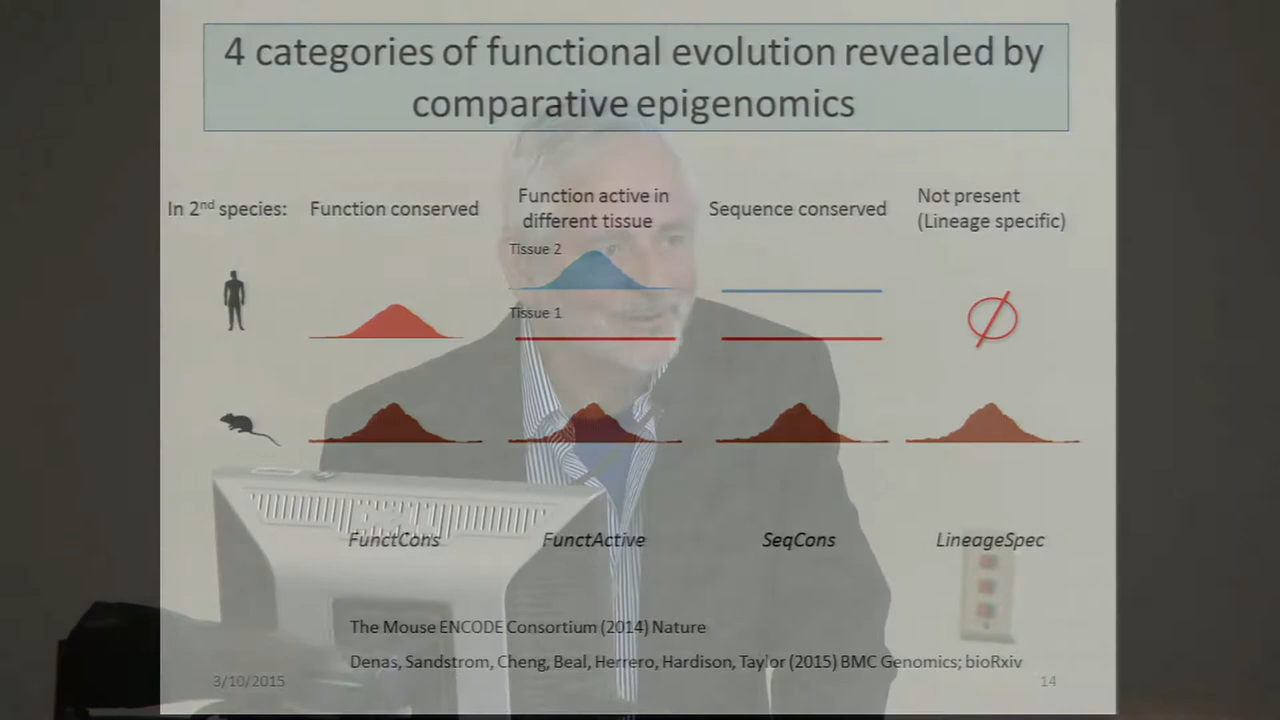 4 categories of functional evolution revealed by
comparative epigenomics
In 2nd species:
Function conserved
Function active in
different tissue
Sequence conserved
Not present
(Lineage specific)
Tissue 2
Tissue 1
FunctCons
FunctActive
SeqCons
LineageSpec
The Mouse ENCODE Consortium (2014) Nature
Denas, Sandstrom, Cheng, Beal, Herrero, Hardison, Taylor (2015) BMC Genomics; bioRxiv
3/10/2015
14